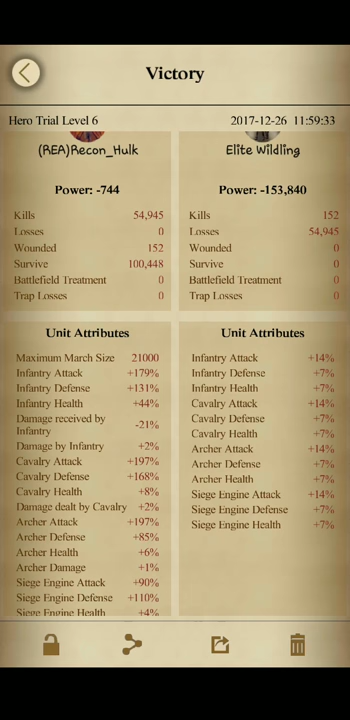 Victory
Hero Trial Level 6 2017-12-26 11:59:33
(REA)Recon_Hulk
Power: -744
Kills 54,945
Losses 0
Wounded 152
Survive 100,448
Battlefield Treatment 0
Trap Losses 0
Elite Wildling
Power: -153,840
Kills 152
Losses 54,945
Wounded 0
Survive 0
Battlefield Treatment 0
Trap Losses 0
Unit Attributes
Maximum March Size 21000
Infantry Attack +179%
Infantry Defense +131%
Infantry Health +44%
Damage received by
Infantry -21%
Damage by Infantry +2%
Cavalry Attack +197%
Cavalry Defense +168%
Cavalry Health +8%
Damage dealt by Cavalry +2%
Archer Attack +197%
Archer Defense +85%
Archer Health +6%
Archer Damage +1%
Siege Engine Attack +90%
Siege Engine Defense +110%
Siege Engine Health +4%
Unit Attributes
Infantry Attack +14%
Infantry Defense +7%
Infantry Health +7%
Cavalry Attack +14%
Cavalry Defense +7%
Cavalry Health +7%
Archer Attack +14%
Archer Defense +7%
Archer Health +7%
Siege Engine Attack +14%
Siege Engine Defense +7%
Siege Engine Health +7%